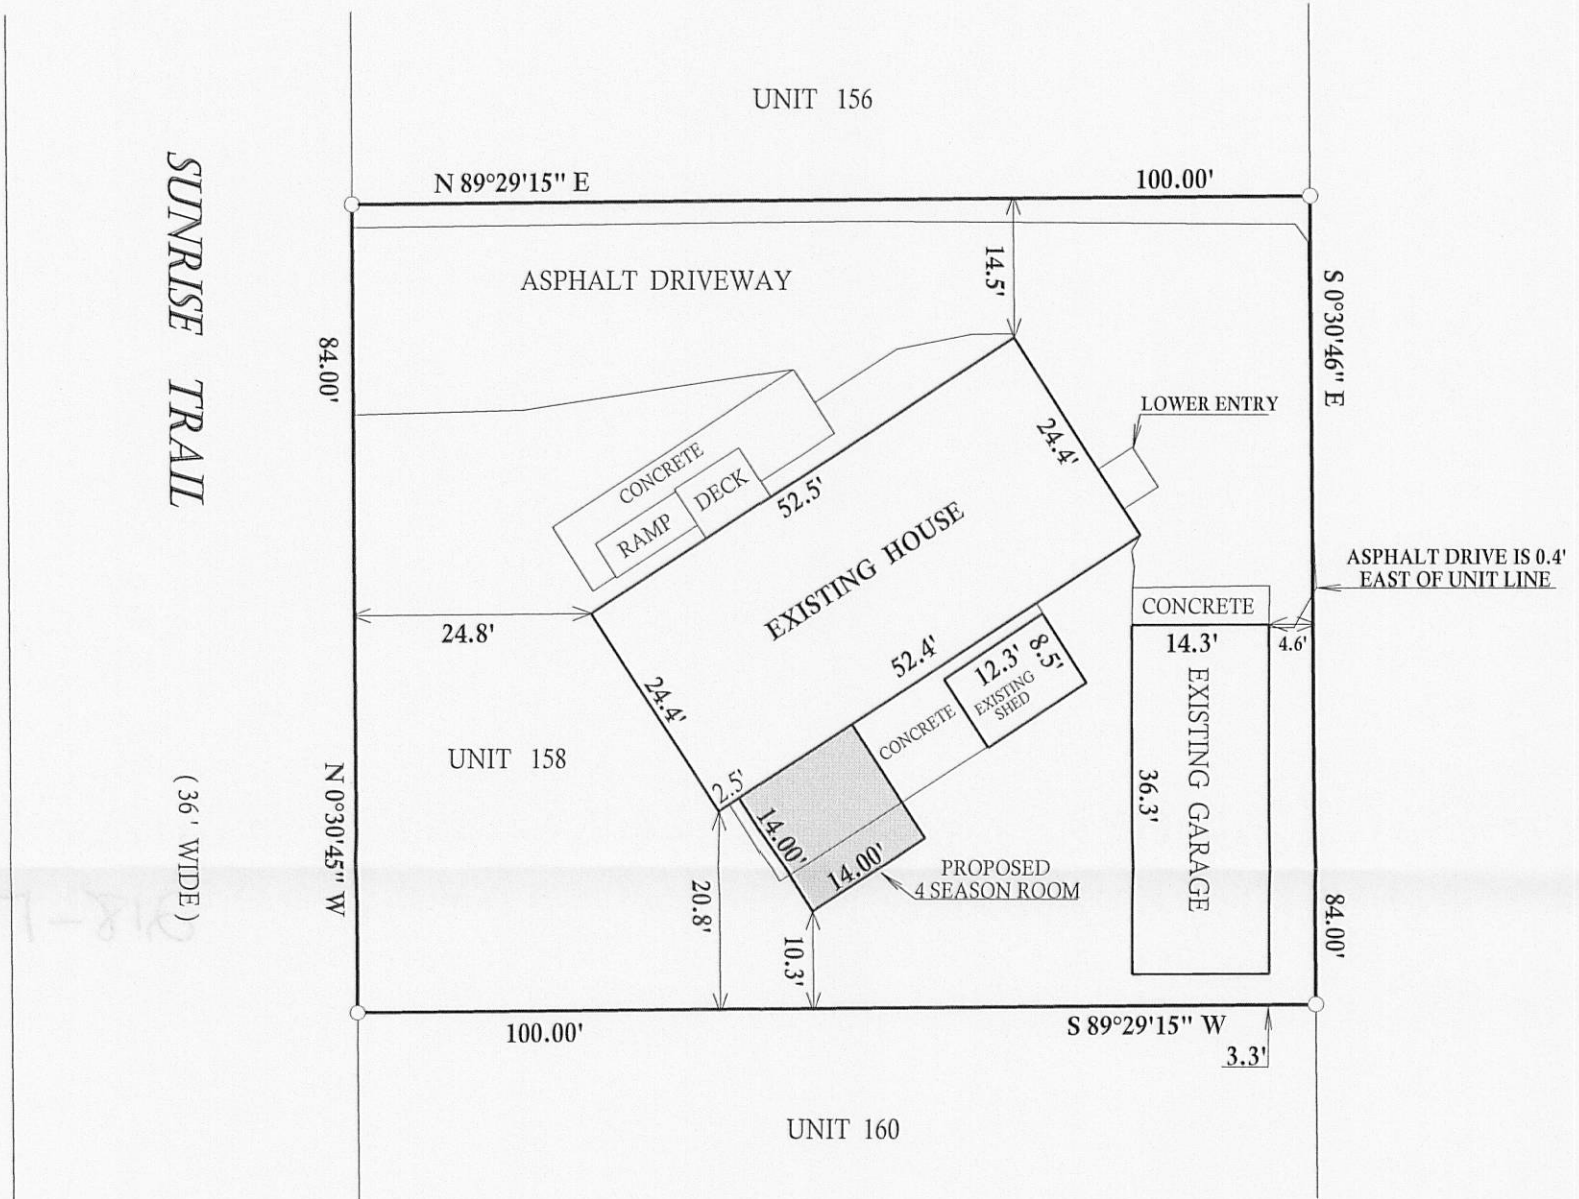 UNIT 156
N 89°29'15" E
100.00'
SUNRISE TRAIL
( 36' WIDE )
84.00'
N 0°30'45" W
ASPHALT DRIVEWAY
14.5'
S 0°30'46" E
LOWER ENTRY
24.4'
CONCRETE
RAMP
DECK
52.5'
EXISTING HOUSE
ASPHALT DRIVE IS 0.4'
EAST OF UNIT LINE
CONCRETE
14.3'
4.6'
24.8'
52.4'
12.3'
8.5'
EXISTING
SHED
CONCRETE
24.4'
UNIT 158
2.5'
14.00'
14.00'
PROPOSED
4 SEASON ROOM
EXISTING GARAGE
36.3'
20.8'
10.3'
84.00'
100.00'
S 89°29'15" W
3.3'
UNIT 160